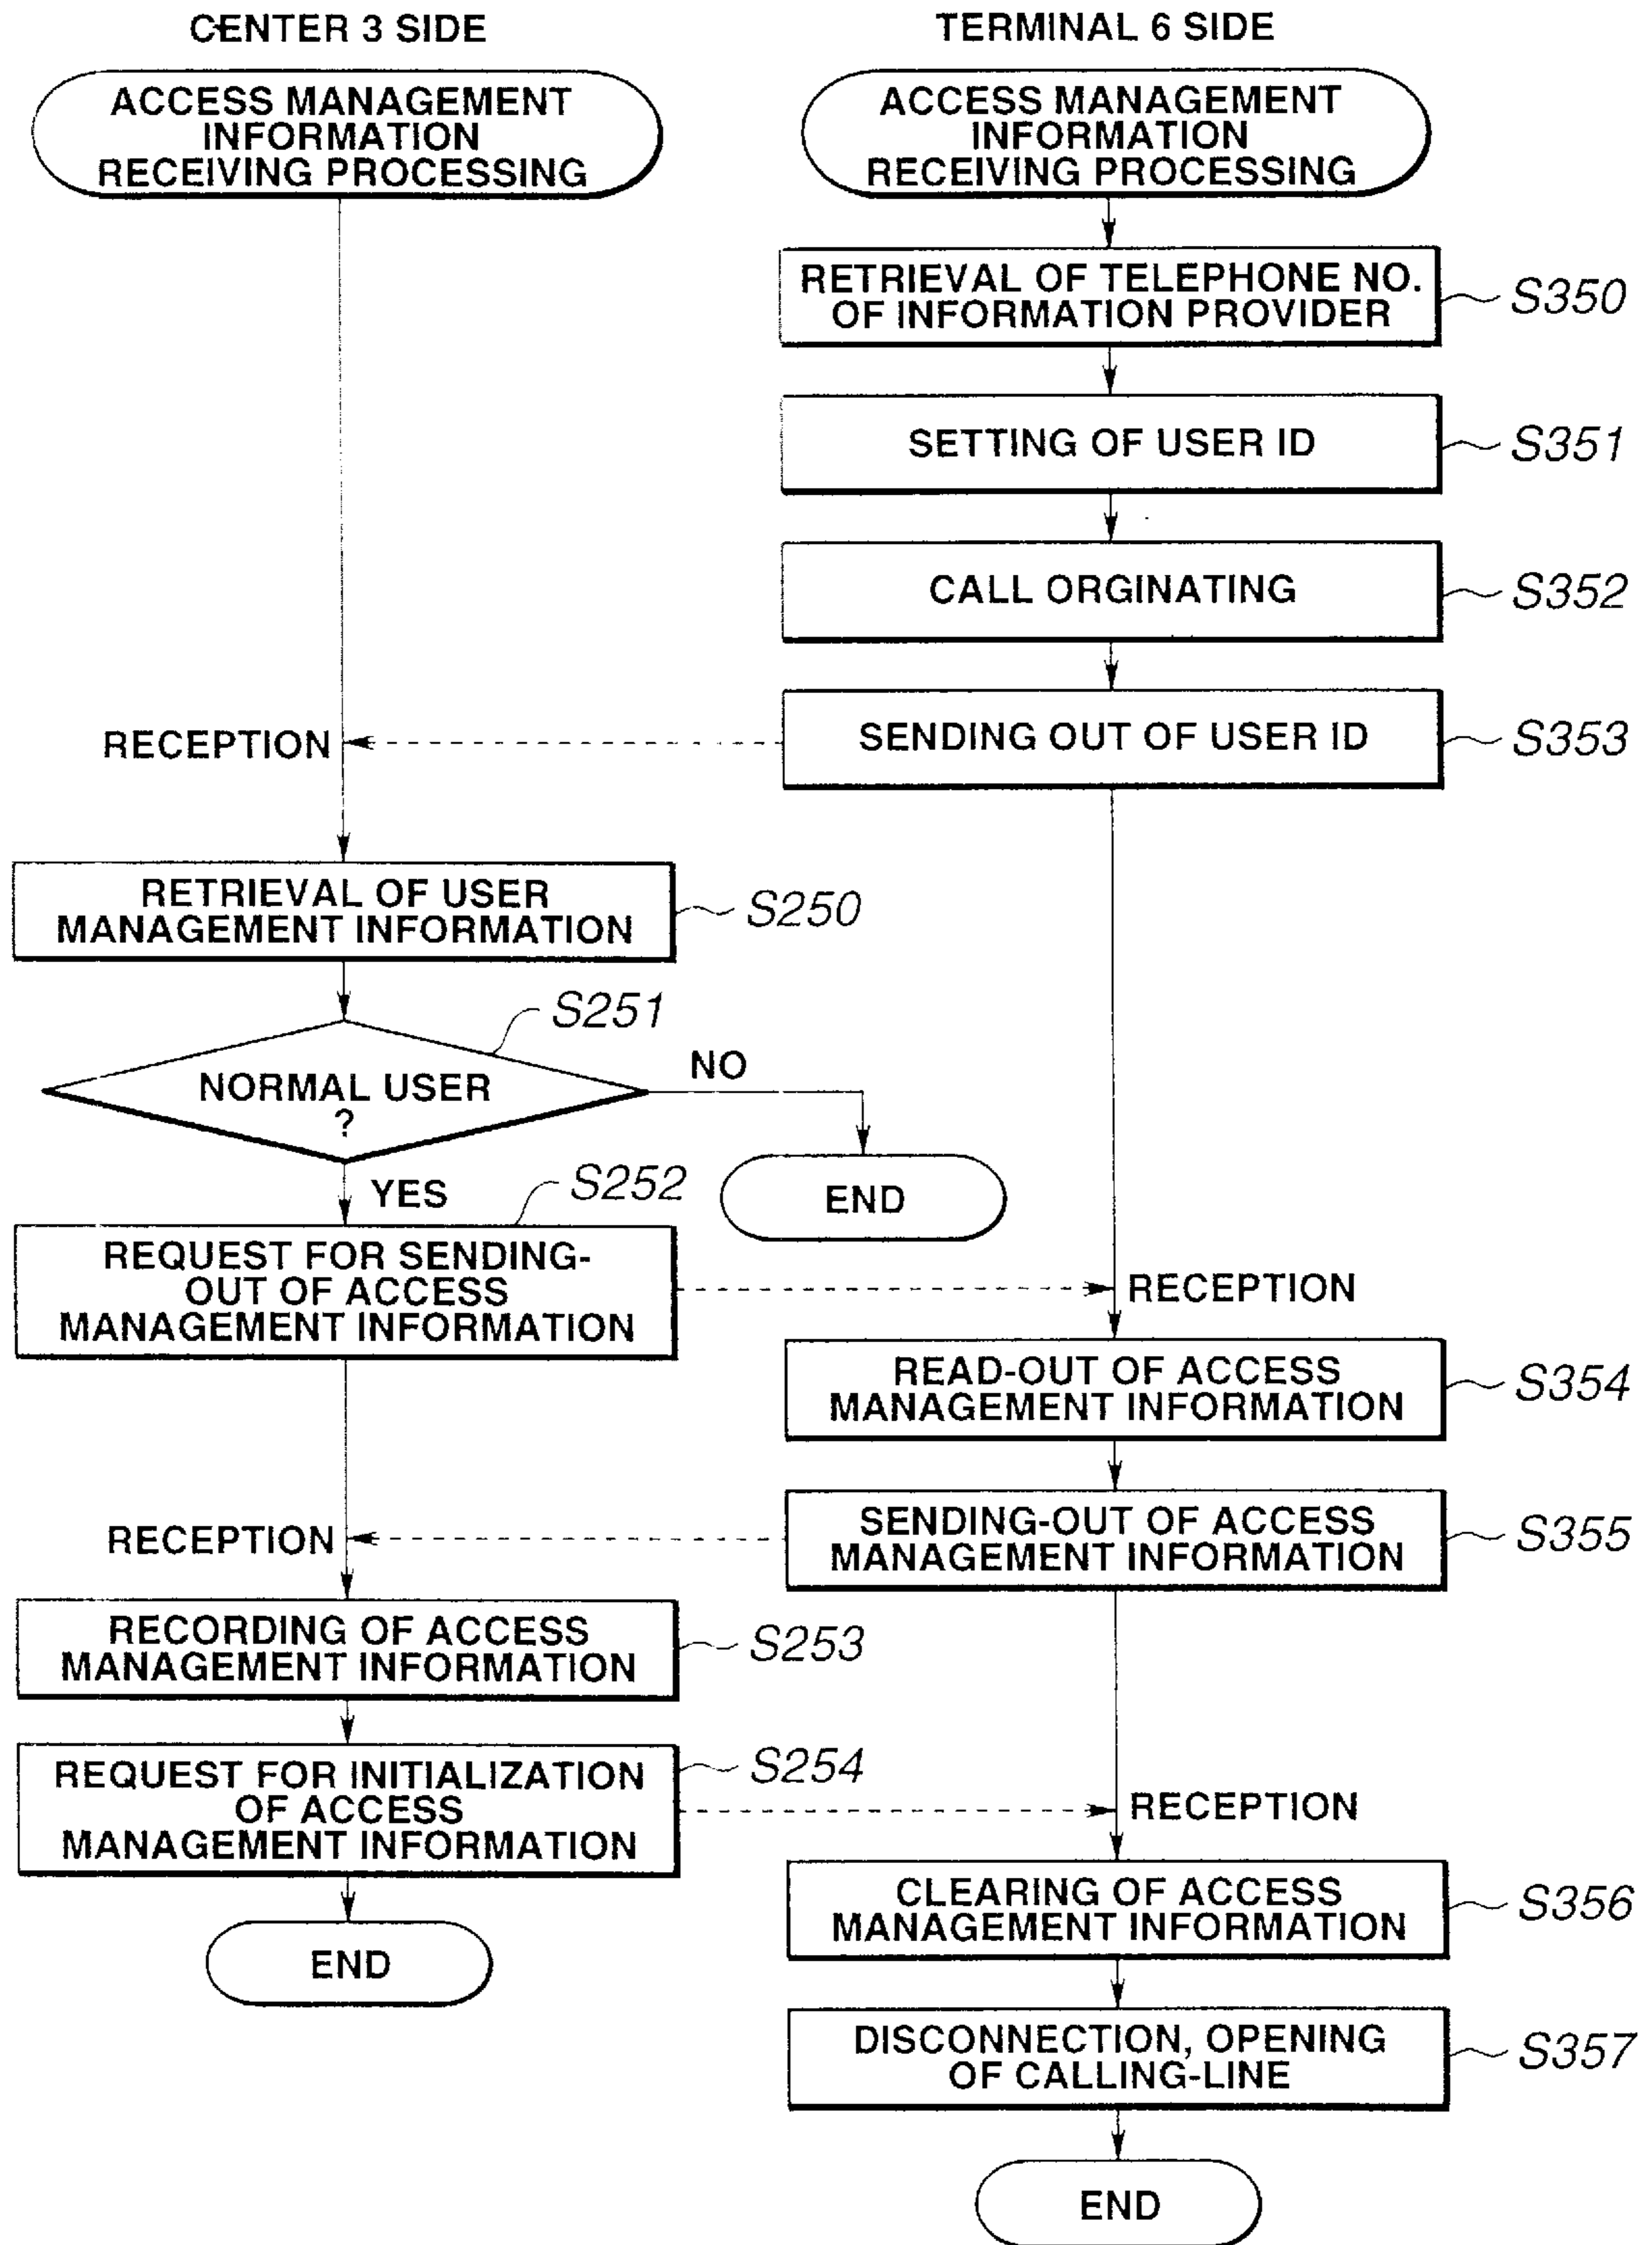 CENTER 3 SIDE
TERMINAL 6 SIDE
ACCESS MANAGEMENT
INFORMATION
RECEIVING PROCESSING
ACCESS MANAGEMENT
INFORMATION
RECEIVING PROCESSING
RETRIEVAL OF TELEPHONE NO.
OF INFORMATION PROVIDER
S350
SETTING OF USER ID
S351
CALL ORGINATING
S352
RECEPTION
SENDING OUT OF USER ID
S353
RETRIEVAL OF USER
MANAGEMENT INFORMATION
S250
S251
NORMAL USER
?
NO
END
YES
S252
REQUEST FOR SENDING-
OUT OF ACCESS
MANAGEMENT INFORMATION
RECEPTION
READ-OUT OF ACCESS
MANAGEMENT INFORMATION
S354
RECEPTION
SENDING-OUT OF ACCESS
MANAGEMENT INFORMATION
S355
RECORDING OF ACCESS
MANAGEMENT INFORMATION
S253
REQUEST FOR INITIALIZATION
OF ACCESS
MANAGEMENT INFORMATION
S254
RECEPTION
CLEARING OF ACCESS
MANAGEMENT INFORMATION
S356
END
DISCONNECTION, OPENING
OF CALLING-LINE
S357
END